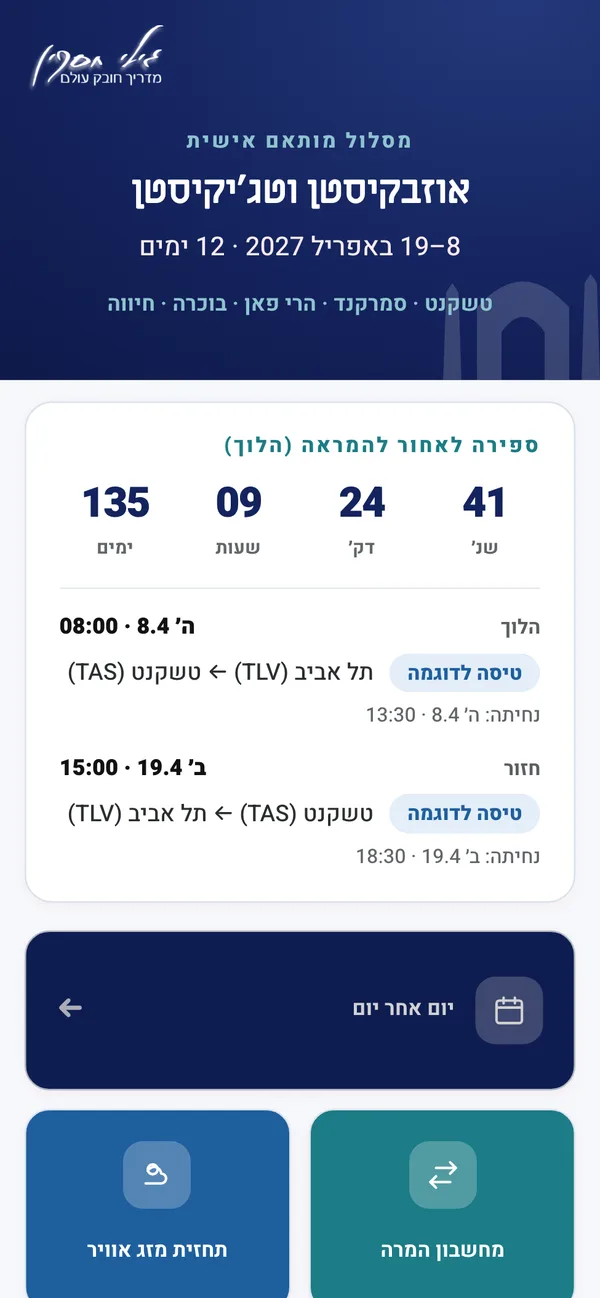 גילי חסקין
מדריך חובק עולם
מסלול מותאם אישית
אוזבקיסטן וטג׳יקיסטן
8–19 באפריל 2027 · 12 ימים
טשקנט · סמרקנד · הרי פאן · בוכרה · חיווה
ספירה לאחור להמראה (הלוך)
41 24 09 135
שנ׳ דק׳ שעות ימים
הלוך ה׳ 8.4 · 08:00
טיסה לדוגמה תל אביב (TLV) ← טשקנט (TAS)
נחיתה: ה׳ 8.4 · 13:30
חזור ב׳ 19.4 · 15:00
טיסה לדוגמה טשקנט (TAS) ← תל אביב (TLV)
נחיתה: ב׳ 19.4 · 18:30
יום אחר יום ←
מחשבון המרה תחזית מזג אוויר